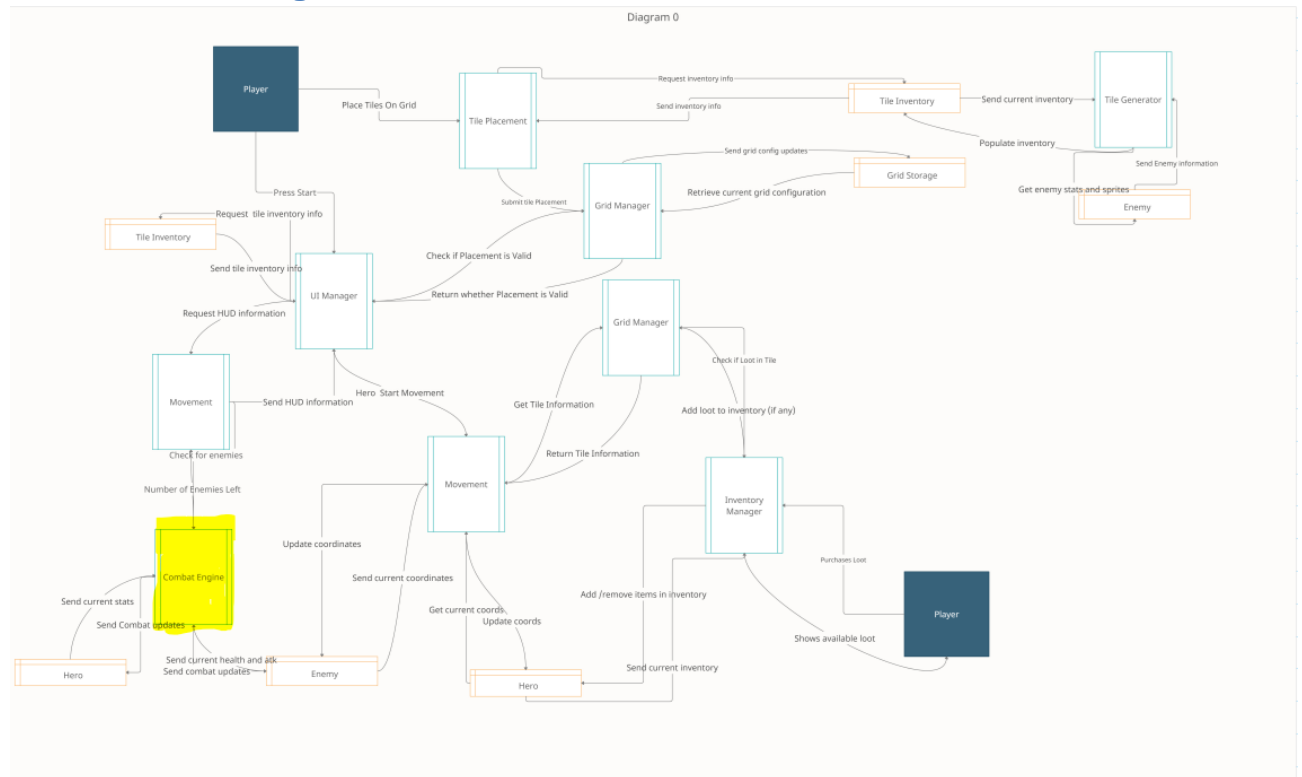 Diagram 0
Player
Place Tiles On Grid
Tile Placement
Request inventory info
Send inventory info
Tile Inventory
Send current inventory
Tile Generator
Populate inventory
Send Enemy information
Get enemy stats and sprites
Enemy
Send grid config updates
Grid Storage
Retrieve current grid configuration
Grid Manager
Submit tile Placement
Press Start
Request tile inventory info
Tile Inventory
Send tile inventory info
UI Manager
Check if Placement is Valid
Return whether Placement is Valid
Request HUD information
Grid Manager
Movement
Send HUD information
Hero Start Movement
Check if Loot in Tile
Get Tile Information
Add loot to inventory (if any)
Return Tile Information
Check for enemies
Number of Enemies Left
Movement
Inventory
Manager
Update coordinates
Send current coordinates
Combat Engine
Send current stats
Send Combat updates
Purchases Loot
Add /remove items in inventory
Get current coords
Update coords
Player
Shows available loot
Send current health and atk
Send combat updates
Send current inventory
Hero
Enemy
Hero